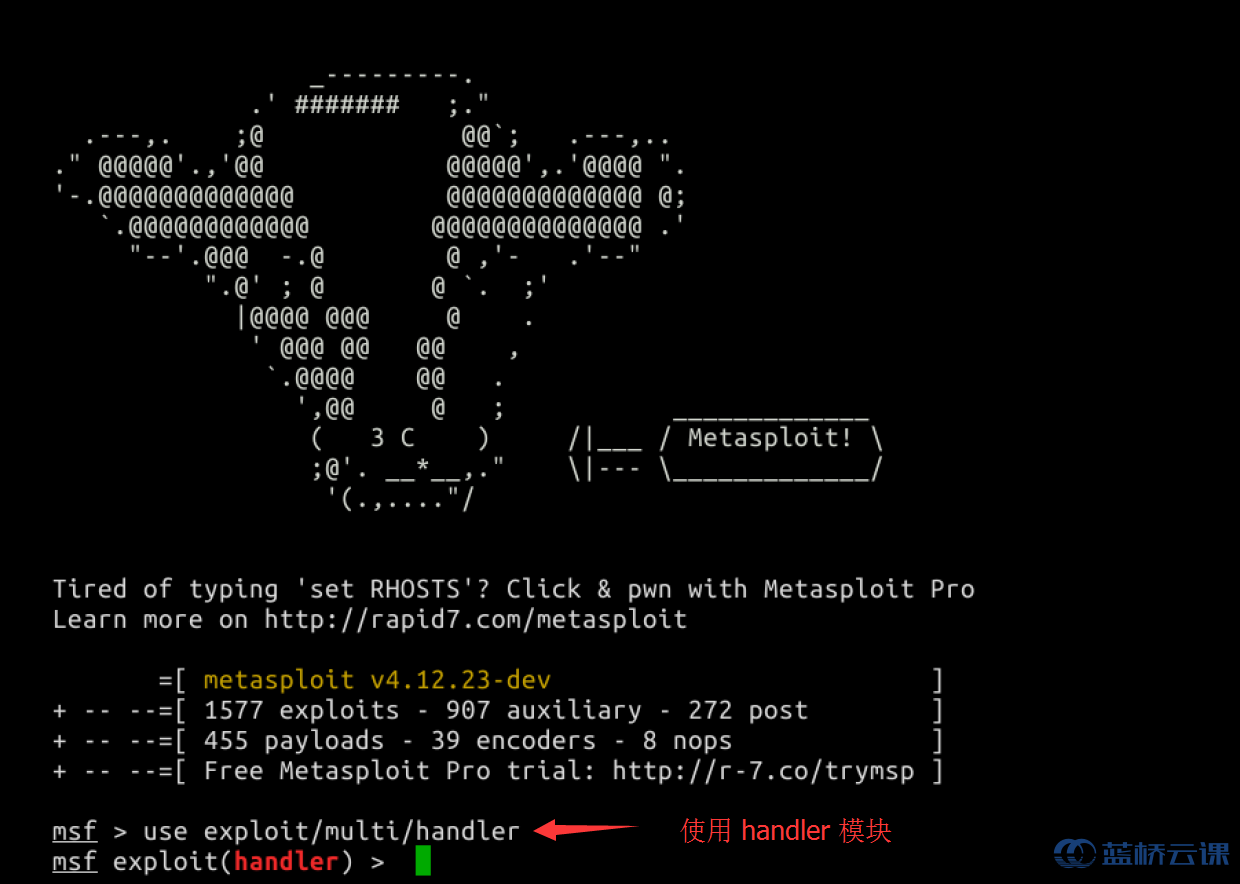 _---------.
.' #######   ;."
.---,.    ;@             @@`;   .---,..
." @@@@@'.,'@@            @@@@@',.'@@@@ ".
'-.@@@@@@@@@@@@@          @@@@@@@@@@@@@ @;
`.@@@@@@@@@@@@        @@@@@@@@@@@@@@ .'
"--'.@@@  -.@        @ ,'-   .'--"
".@' ; @       @ `.  ;'
|@@@@ @@@     @    .
' @@@ @@   @@    ,
`.@@@@    @@   .
',@@     @   ;           _____________
(   3 C    )     /|___ / Metasploit! \
;@'. __*__,."    \|--- \_____________/
'(.,...."/
Tired of typing 'set RHOSTS'? Click & pwn with Metasploit Pro
Learn more on http://rapid7.com/metasploit
=[ metasploit v4.12.23-dev                         ]
+ -- --=[ 1577 exploits - 907 auxiliary - 272 post        ]
+ -- --=[ 455 payloads - 39 encoders - 8 nops             ]
+ -- --=[ Free Metasploit Pro trial: http://r-7.co/trymsp ]
msf > use exploit/multi/handler 使用 handler 模块
msf exploit(handler) >
蓝桥云课